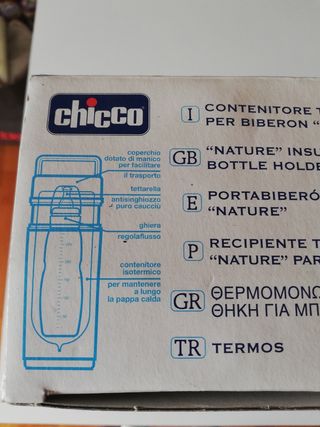 chicco
coperchio
dotato di manico
per facilitare
il trasporto
tettarella
antisinghiozzo
puro caucciù
ghiera
regolaflusso
contenitore
isotermico
per mantenere
a lungo
la pappa calda
I CONTENITORE T
PER BIBERON "
GB "NATURE" INSU
BOTTLE HOLDE
E PORTABIBERÓ
"NATURE"
P RECIPIENTE T
"NATURE" PAR
GR ΘΕΡΜΟΜΟΝΩ
ΘΗΚΗ ΓΙΑ ΜΠ
TR TERMOS